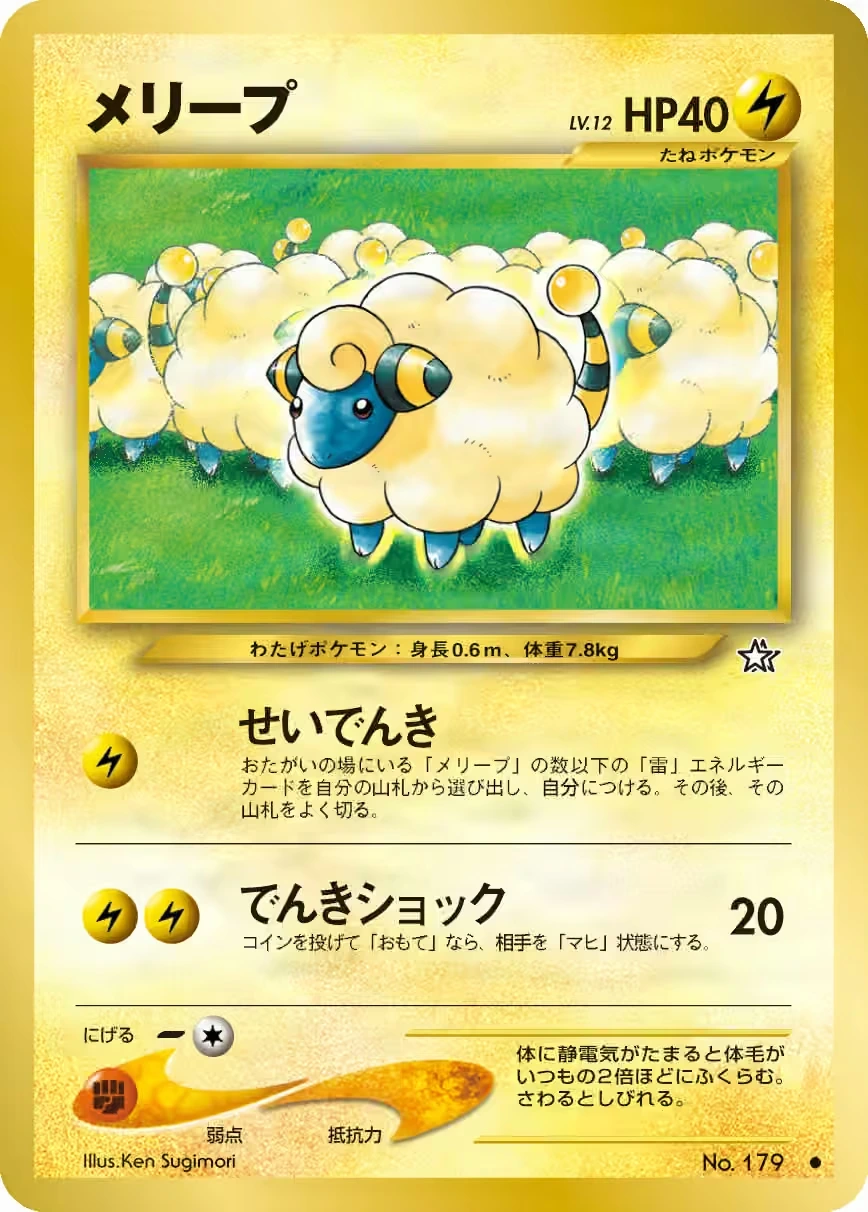 メリープ
LV.12 HP40
たねポケモン
わたげポケモン：身長0.6m、体重7.8kg
せいでんき
おたがいの場にいる「メリープ」の数以下の「雷」エネルギー
カードを自分の山札から選び出し、自分につける。その後、その
山札をよく切る。
でんきショック 20
コインを投げて「おもて」なら、相手を「マヒ」状態にする。
にげる
弱点
抵抗力
体に静電気がたまると体毛が
いつもの2倍ほどにふくらむ。
さわるとしびれる。
Illus.Ken Sugimori
No. 179